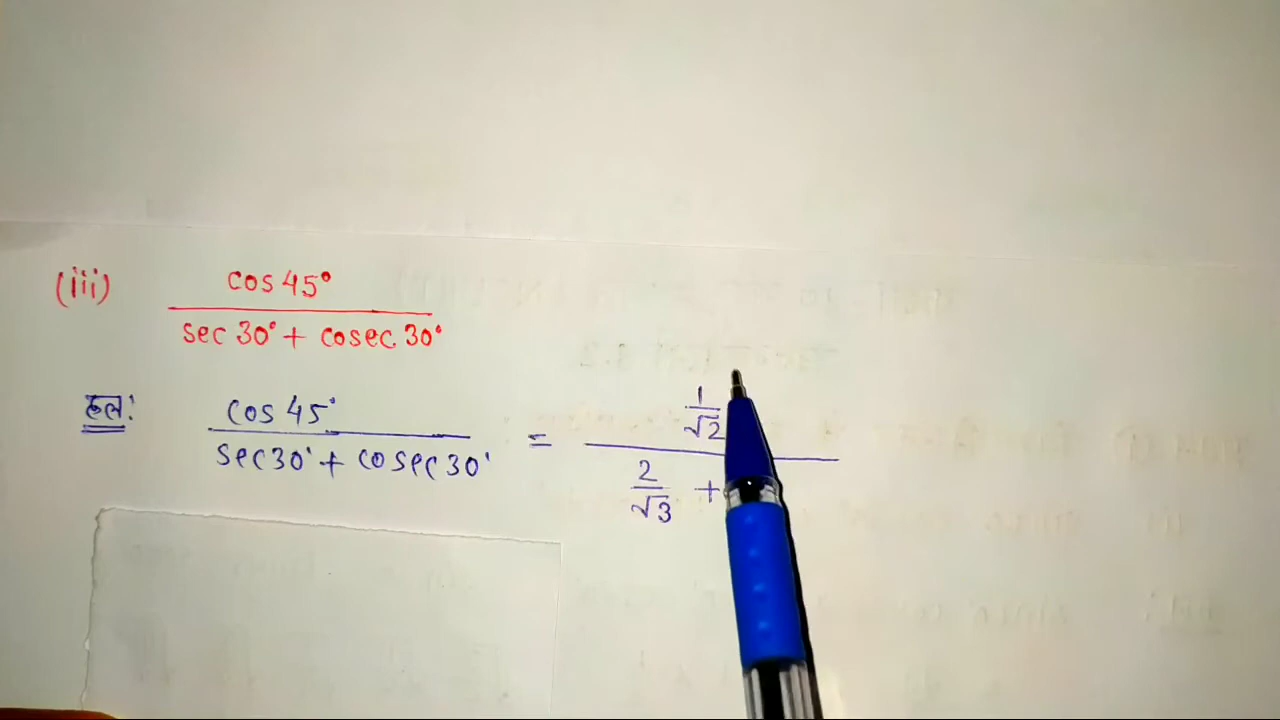 (iii) cos 45°
sec 30° + cosec 30°
हल: cos 45° = 1/√2
sec 30° + cosec 30° 2/√3 +